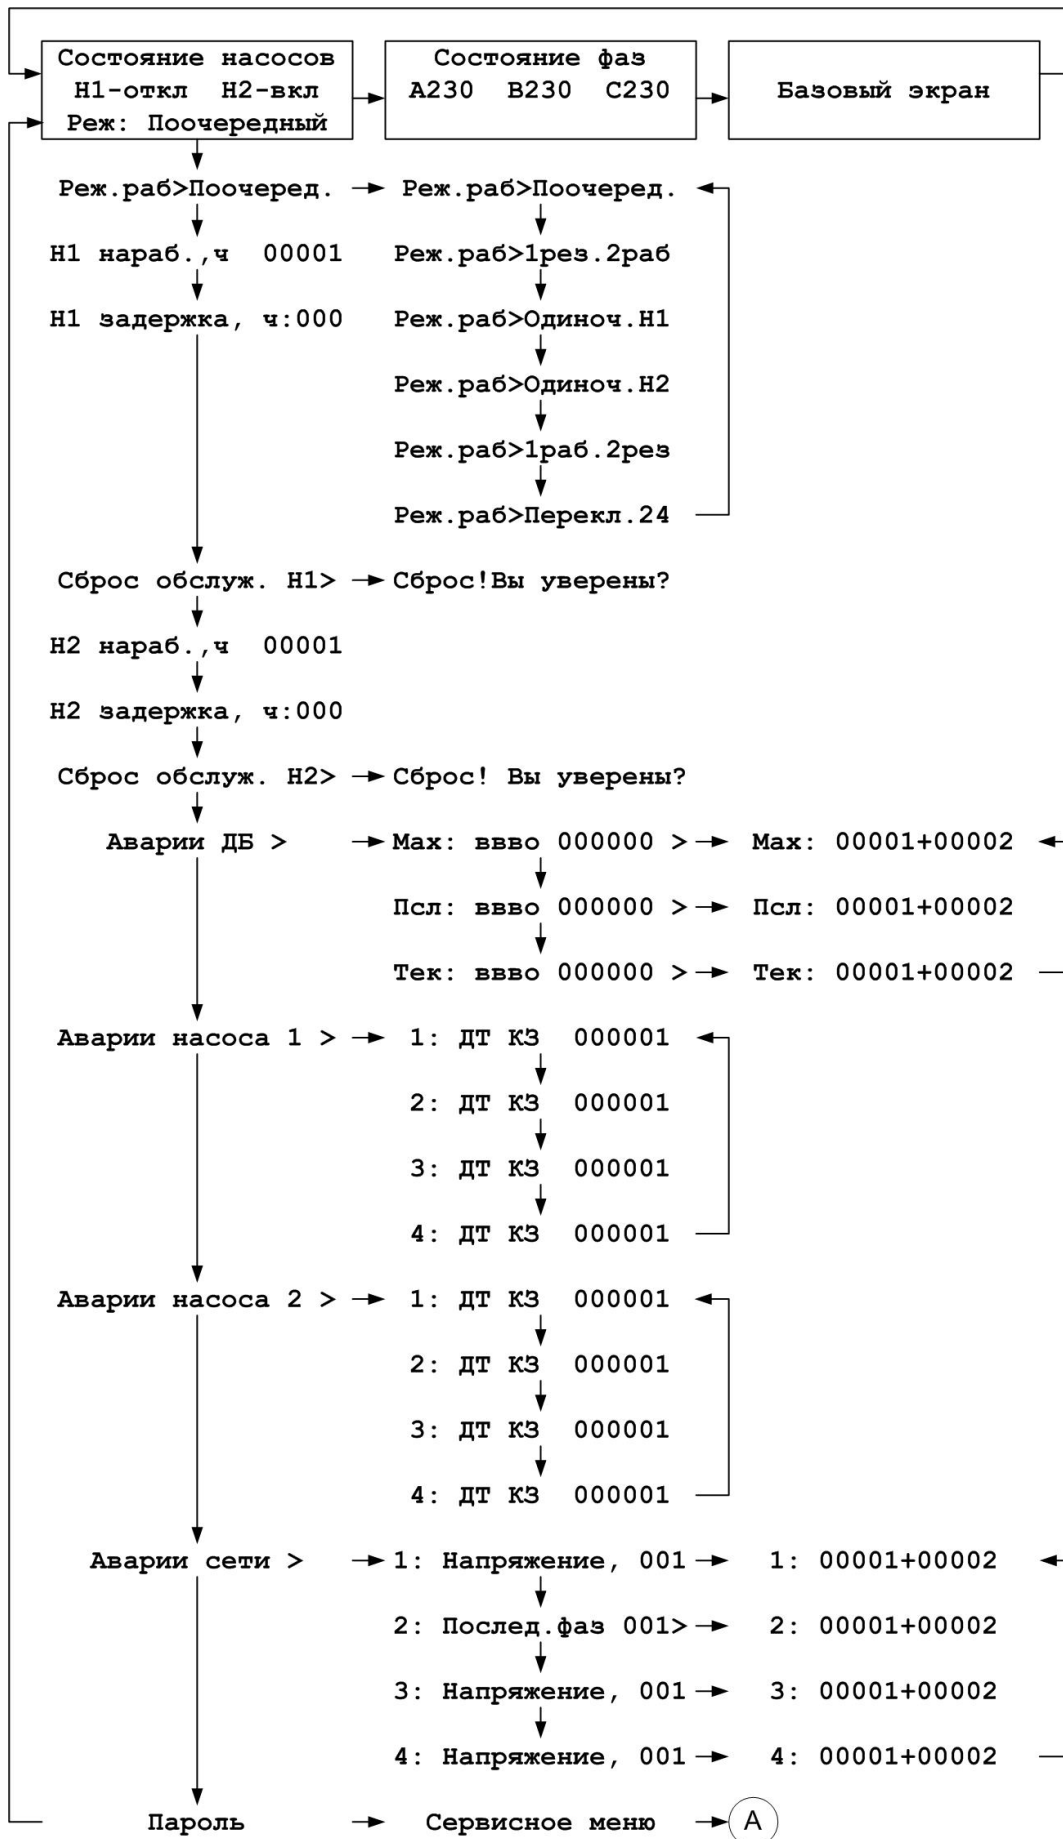 Состояние насосов
Н1-откл Н2-вкл
Реж: Поочередный
Состояние фаз
А230 В230 С230
Базовый экран
Реж.раб>Поочеред.
Реж.раб>Поочеред.
Н1 нараб.,ч 00001
Реж.раб>1рез.2раб
Н1 задержка, ч:000
Реж.раб>Одиноч.Н1
Реж.раб>Одиноч.Н2
Реж.раб>1раб.2рез
Реж.раб>Перекл.24
Сброс обслуж. Н1>
Сброс!Вы уверены?
Н2 нараб.,ч 00001
Н2 задержка, ч:000
Сброс обслуж. Н2>
Сброс! Вы уверены?
Аварии ДБ >
Мах: ввво 000000 >
Мах: 00001+00002
Псл: ввво 000000 >
Псл: 00001+00002
Тек: ввво 000000 >
Тек: 00001+00002
Аварии насоса 1 >
1: ДТ КЗ 000001
2: ДТ КЗ 000001
3: ДТ КЗ 000001
4: ДТ КЗ 000001
Аварии насоса 2 >
1: ДТ КЗ 000001
2: ДТ КЗ 000001
3: ДТ КЗ 000001
4: ДТ КЗ 000001
Аварии сети >
1: Напряжение, 001
1: 00001+00002
2: Послед.фаз 001>
2: 00001+00002
3: Напряжение, 001
3: 00001+00002
4: Напряжение, 001
4: 00001+00002
Пароль
Сервисное меню
А